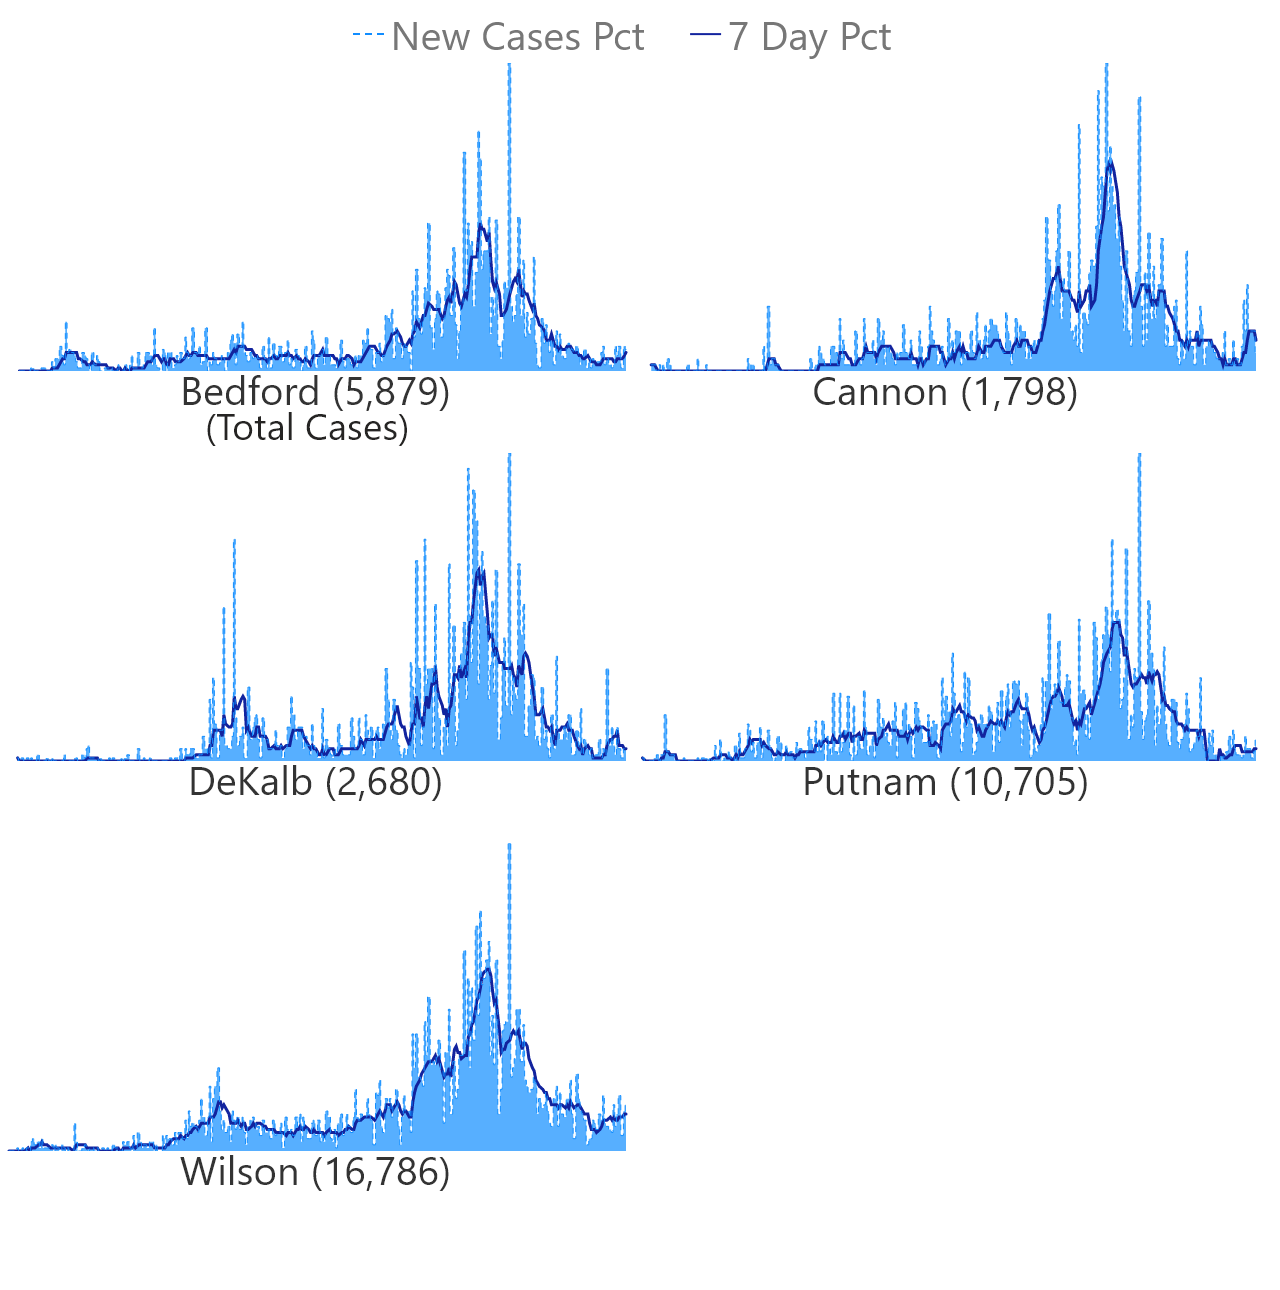 New Cases Pct 7 Day Pct
Bedford (5,879)
(Total Cases)
Cannon (1,798)
DeKalb (2,680)
Putnam (10,705)
Wilson (16,786)